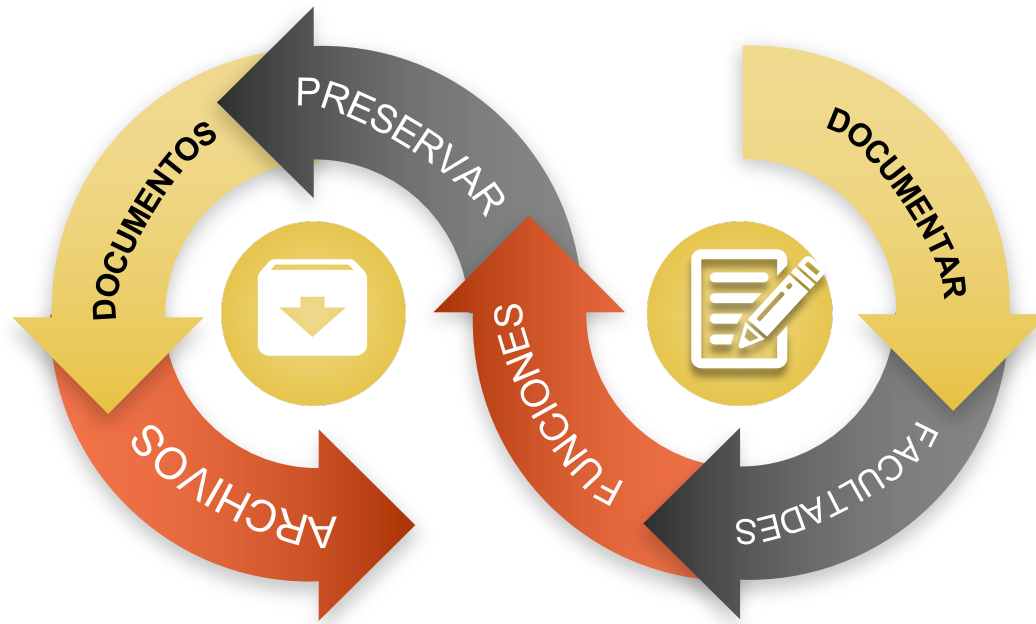 DOCUMENTAR
FACULTADES
FUNCIONES
PRESERVAR
DOCUMENTOS
ARCHIVOS